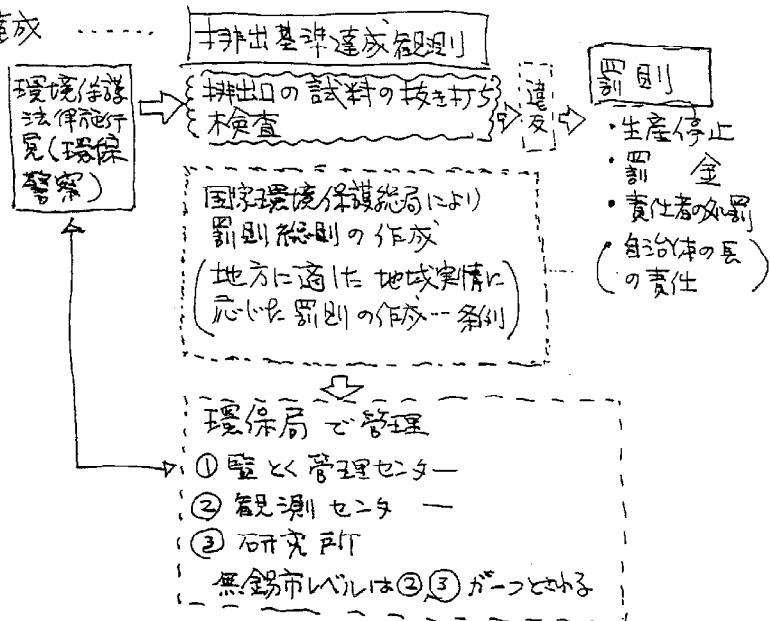 達成 ……
排出基準達成観則
環境保護
法律施行
員(環保
警察)
排出口の試料の抜き打ち
検査
違反
罰則
・生産停止
・罰 金
・責任者の処罰
(自治体の長
の責任)
国家環境保護総局により
罰則総則の作成
(地方に適した地域実情に
応じた罰則の作成…条例)
環保局で管理
①監とく管理センター
②観測センター
③研究所
無錫市レベルは②③が一つとされる